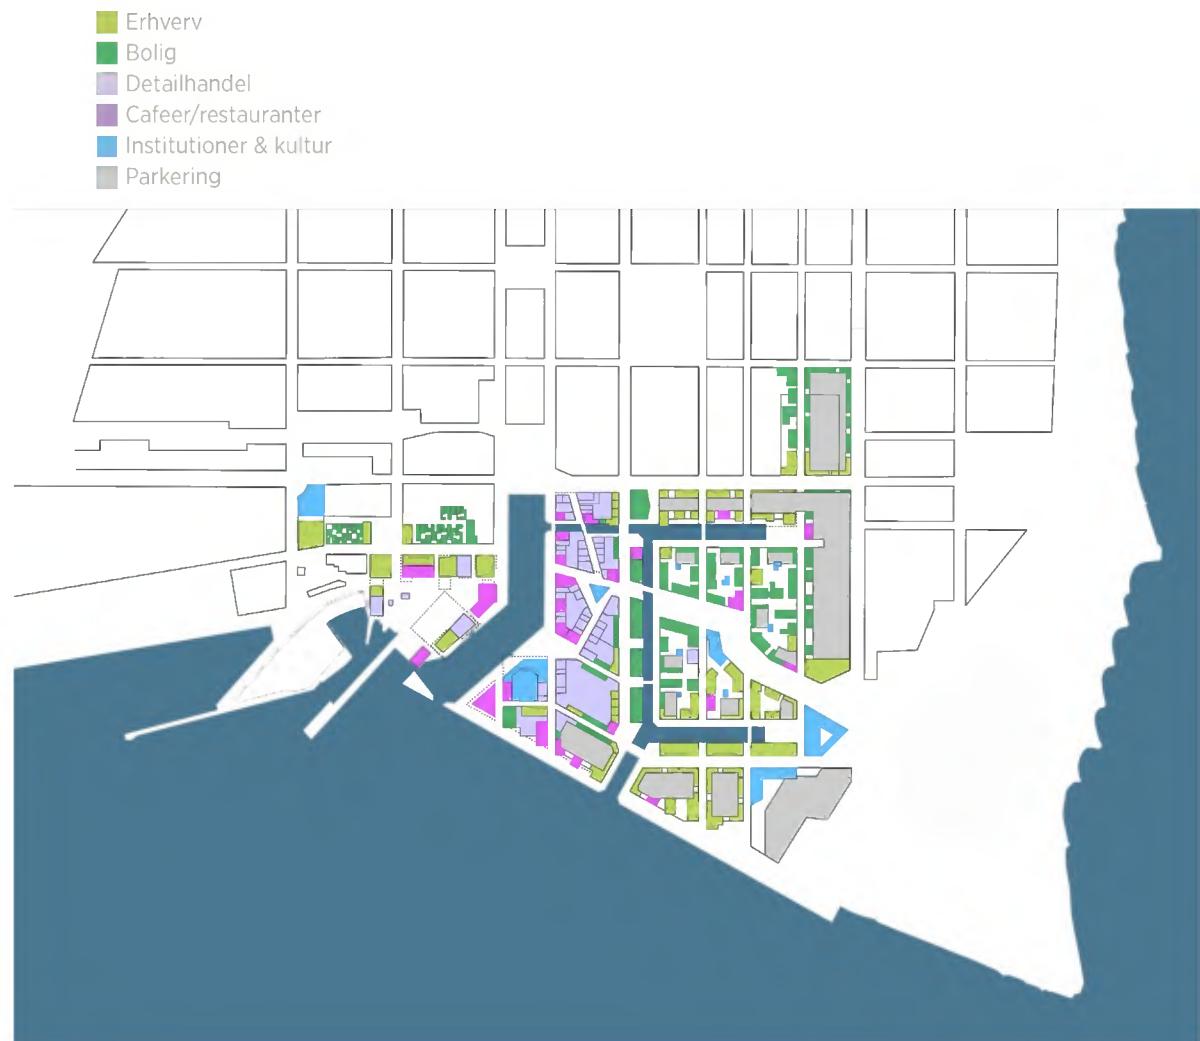 Erhverv
Bolig
Detailhandel
Cafeer/restauranter
Institutioner & kultur
Parkering